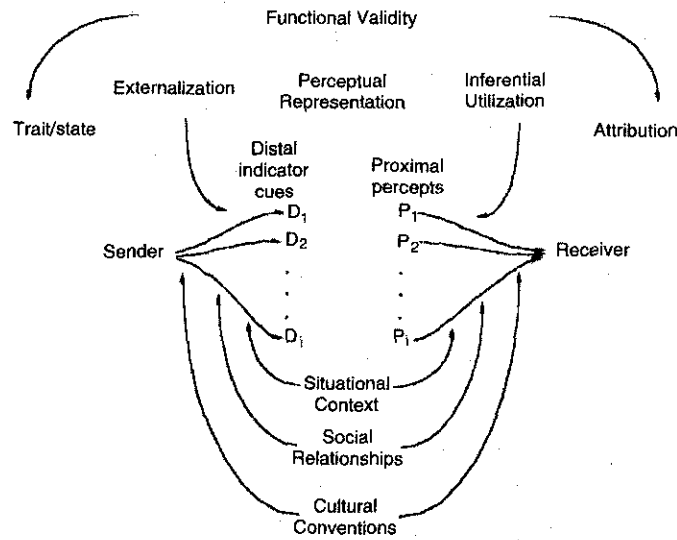 Functional Validity
Externalization
Perceptual
Representation
Inferential
Utilization
Trait/state
Attribution
Distal
indicator
cues
Proximal
percepts
D1
P1
D2
P2
Sender
Receiver
Di
Pi
Situational
Context
Social
Relationships
Cultural
Conventions